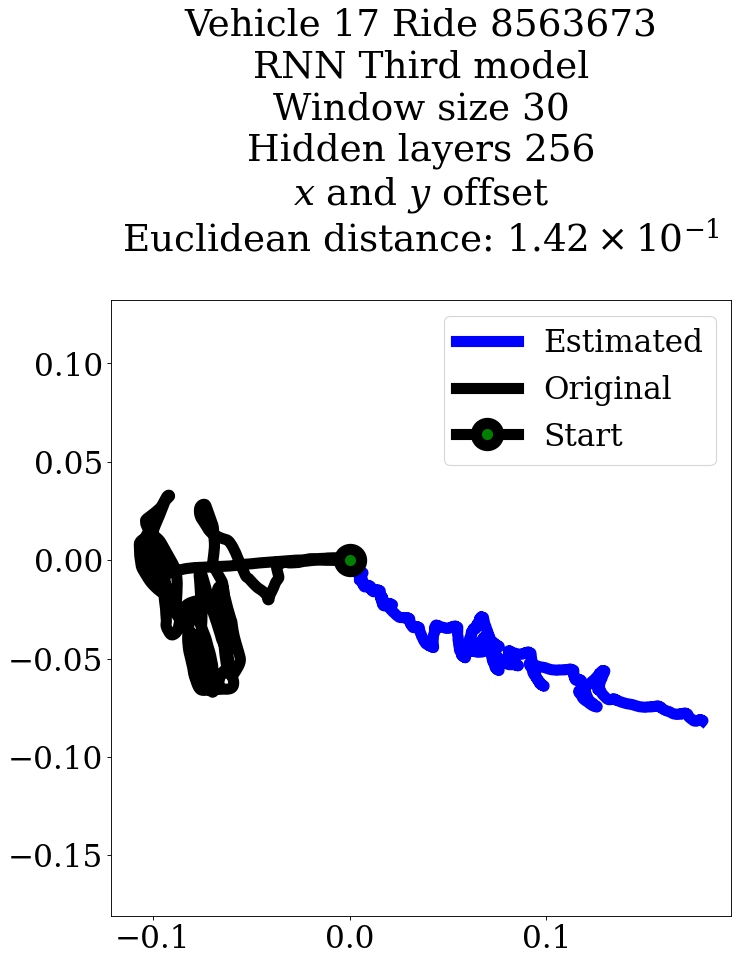 Vehicle 17 Ride 8563673
RNN Third model
Window size 30
Hidden layers 256
x and y offset
Euclidean distance: 1.42 × 10⁻¹
Estimated
Original
Start
0.10
0.05
0.00
−0.05
−0.10
−0.15
−0.1 0.0 0.1